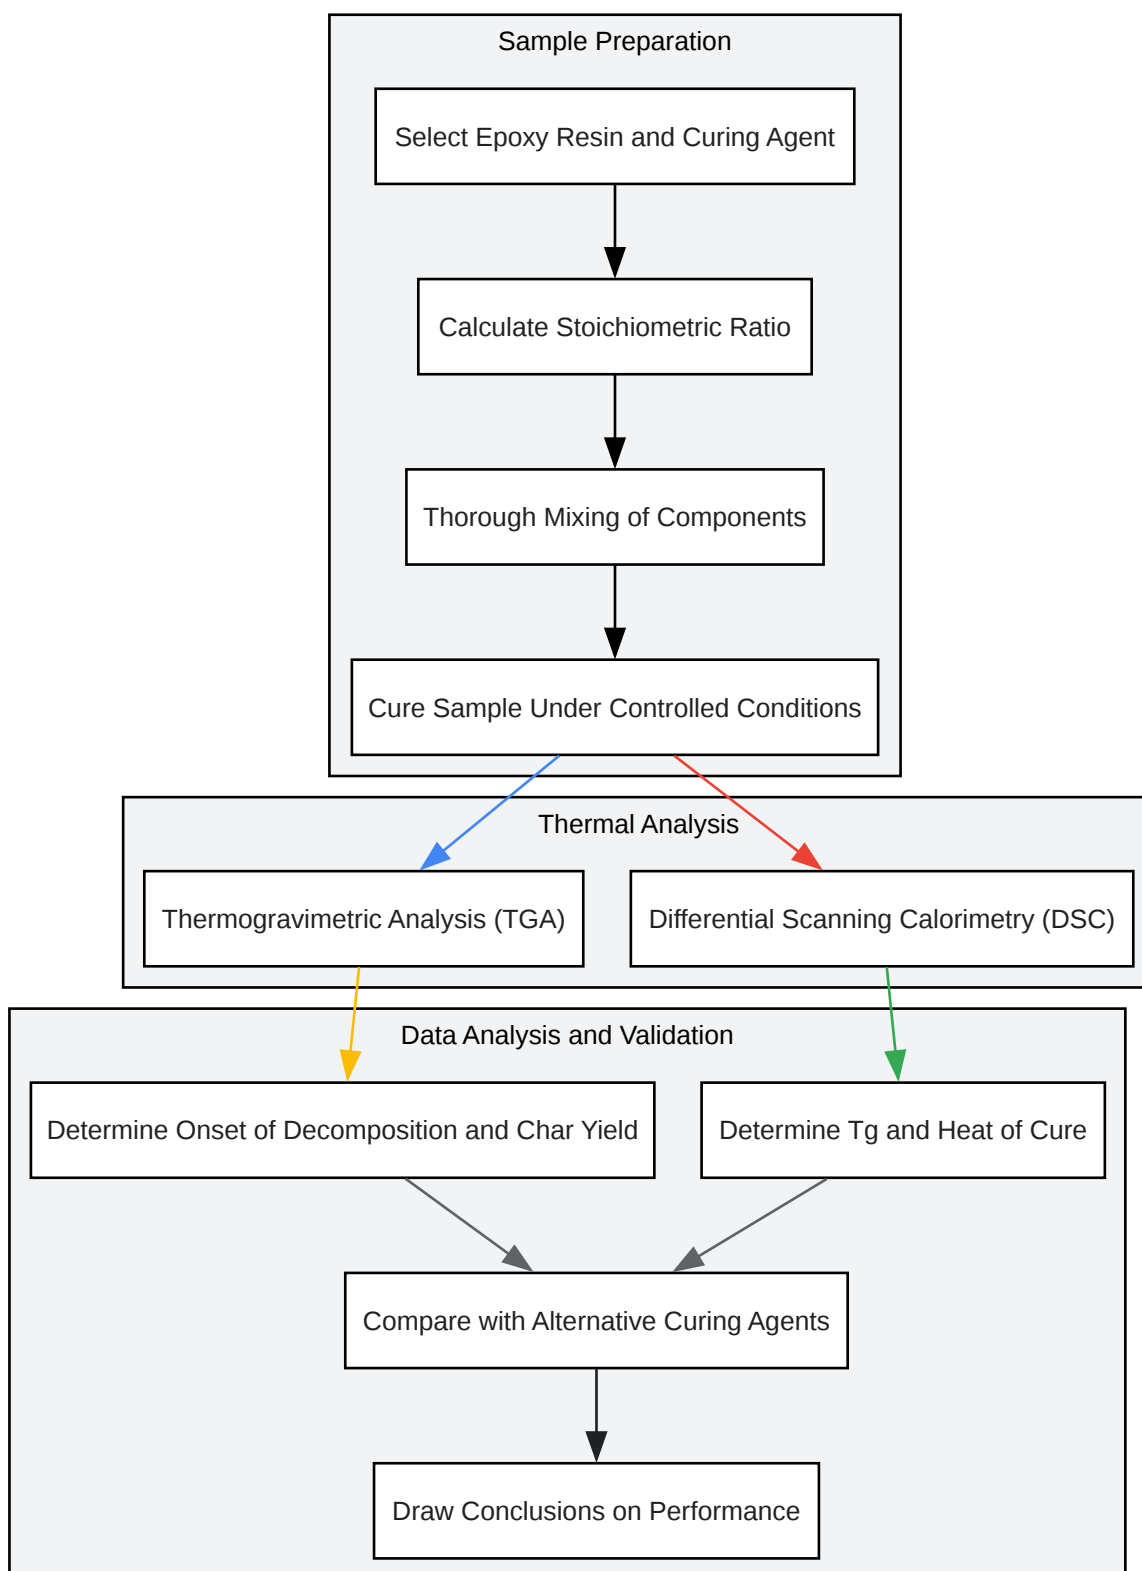 Sample Preparation
Select Epoxy Resin and Curing Agent
Calculate Stoichiometric Ratio
Thorough Mixing of Components
Cure Sample Under Controlled Conditions
Thermal Analysis
Thermogravimetric Analysis (TGA)
Differential Scanning Calorimetry (DSC)
Data Analysis and Validation
Determine Onset of Decomposition and Char Yield
Determine Tg and Heat of Cure
Compare with Alternative Curing Agents
Draw Conclusions on Performance